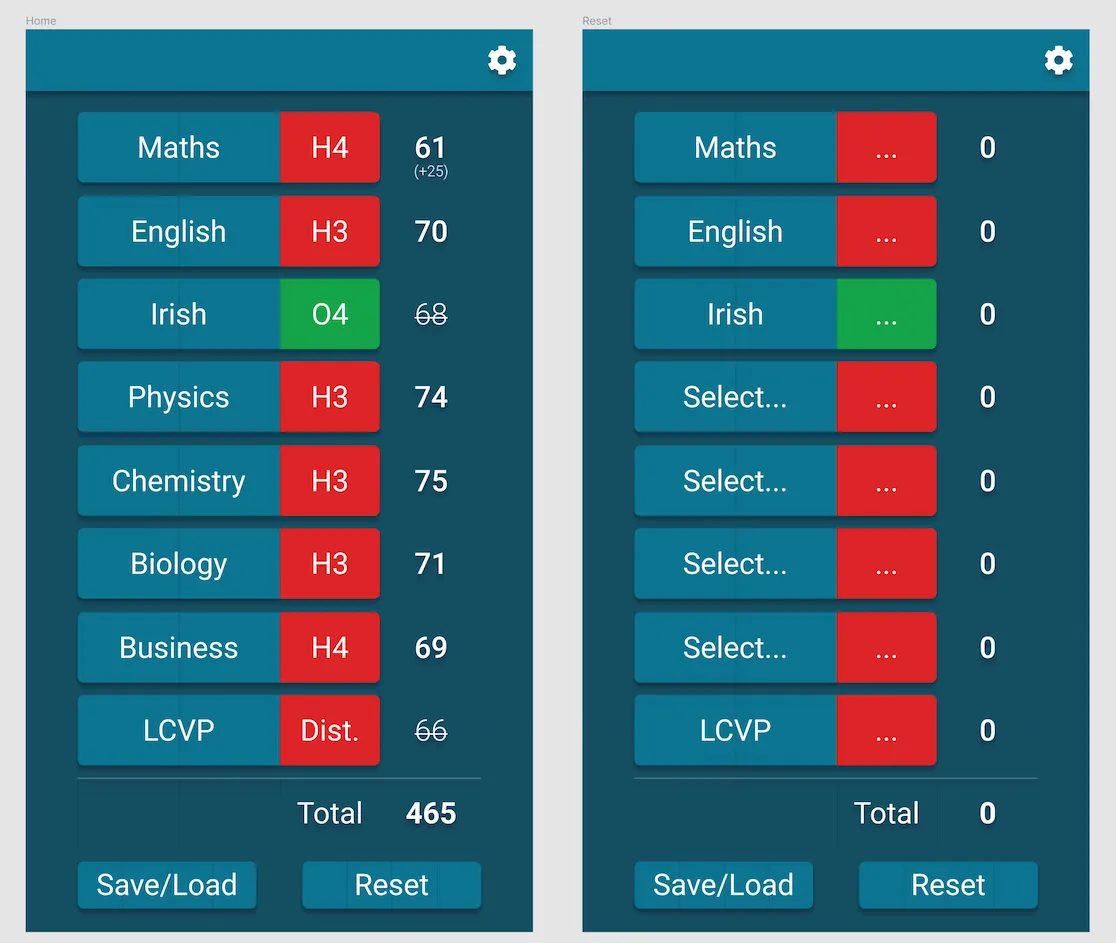 Home
Maths H4 61
(+25)
English H3 70
Irish O4 68
Physics H3 74
Chemistry H3 75
Biology H3 71
Business H4 69
LCVP Dist. 66
Total 465
Save/Load Reset
Reset
Maths ... 0
English ... 0
Irish ... 0
Select... ... 0
Select... ... 0
Select... ... 0
Select... ... 0
LCVP ... 0
Total 0
Save/Load Reset